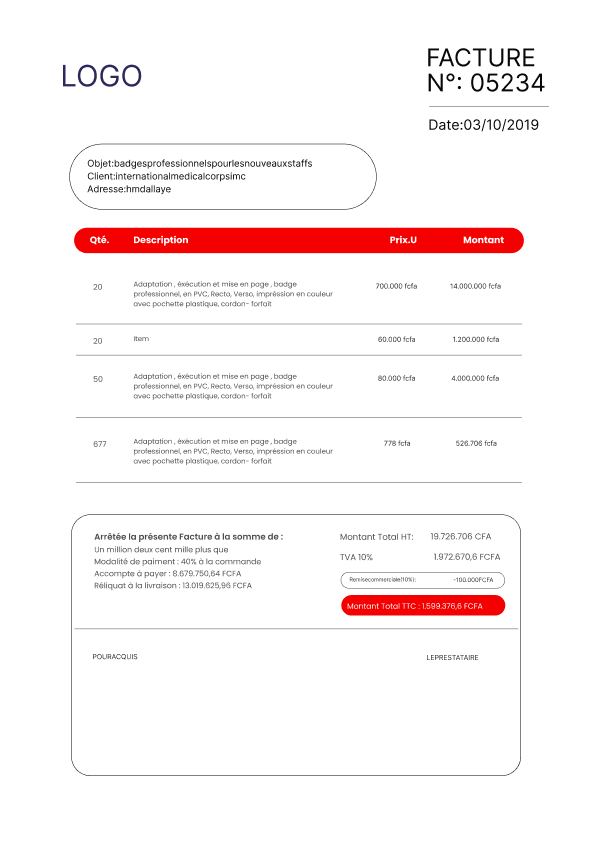 LOGO
FACTURE
N°: 05234
Date:03/10/2019
Objet:badgesprofessionnelspourlesnouveauxstaffs
Client:internationalmedicalcorpsimc
Adresse:hmdallaye
Qté. Description Prix.U Montant
20 Adaptation , éxécution et mise en page , badge 700.000 fcfa 14.000.000 fcfa
professionnel, en PVC, Recto, Verso, impréssion en couleur
avec pochette plastique, cordon- forfait
20 Item 60.000 fcfa 1.200.000 fcfa
50 Adaptation , éxécution et mise en page , badge 80.000 fcfa 4.000.000 fcfa
professionnel, en PVC, Recto, Verso, impréssion en couleur
avec pochette plastique, cordon- forfait
677 Adaptation , éxécution et mise en page , badge 778 fcfa 526.706 fcfa
professionnel, en PVC, Recto, Verso, impréssion en couleur
avec pochette plastique, cordon- forfait
Arrêtée la présente Facture à la somme de :
Un million deux cent mille plus que
Modalité de paiment : 40% à la commande
Accompte à payer : 8.679.750,64 FCFA
Réliquat à la livraison : 13.019.625,96 FCFA
Montant Total HT: 19.726.706 CFA
TVA 10% 1.972.670,6 FCFA
Remisecommerciale(10%): -100.000FCFA
Montant Total TTC : 1.599.376,6 FCFA
POURACQUIS LEPRESTATAIRE